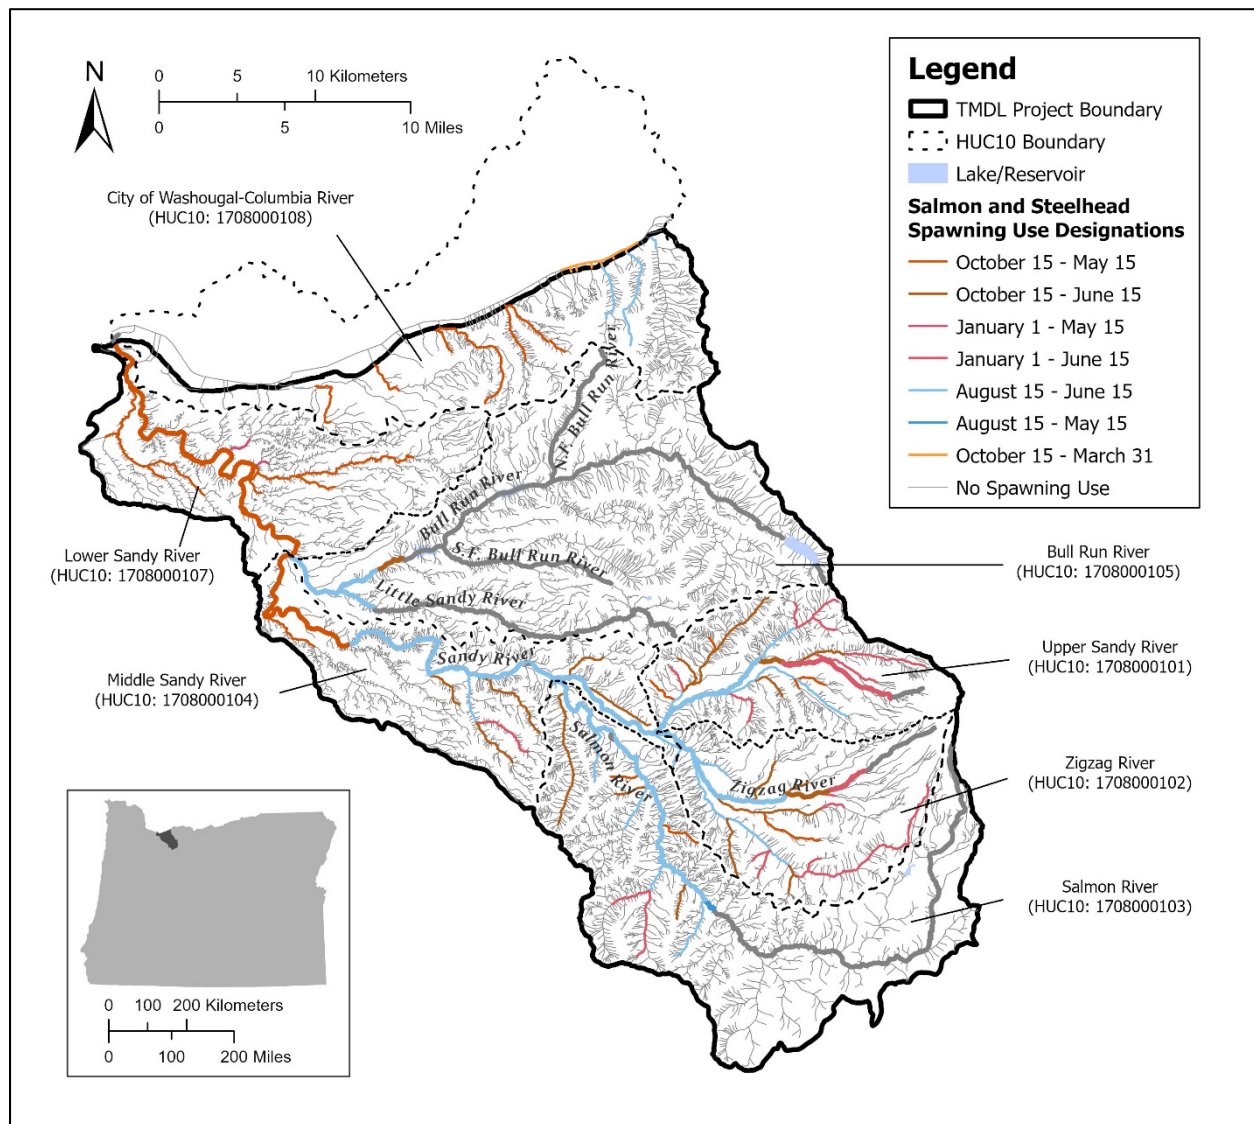 N
0 5 10 Kilometers
0 5 10 Miles
Legend
TMDL Project Boundary
HUC10 Boundary
Lake/Reservoir
Salmon and Steelhead
Spawning Use Designations
October 15 - May 15
October 15 - June 15
January 1 - May 15
January 1 - June 15
August 15 - June 15
August 15 - May 15
October 15 - March 31
No Spawning Use
City of Washougal-Columbia River
(HUC10: 1708000108)
N.F. Bull Run River
Bull Run River
S.F. Bull Run River
Little Sandy River
Lower Sandy River
(HUC10: 1708000107)
Bull Run River
(HUC10: 1708000105)
Sandy River
Upper Sandy River
(HUC10: 1708000101)
Middle Sandy River
(HUC10: 1708000104)
Salmon River
Zigzag River
Zigzag River
(HUC10: 1708000102)
Salmon River
(HUC10: 1708000103)
0 100 200 Kilometers
0 100 200 Miles